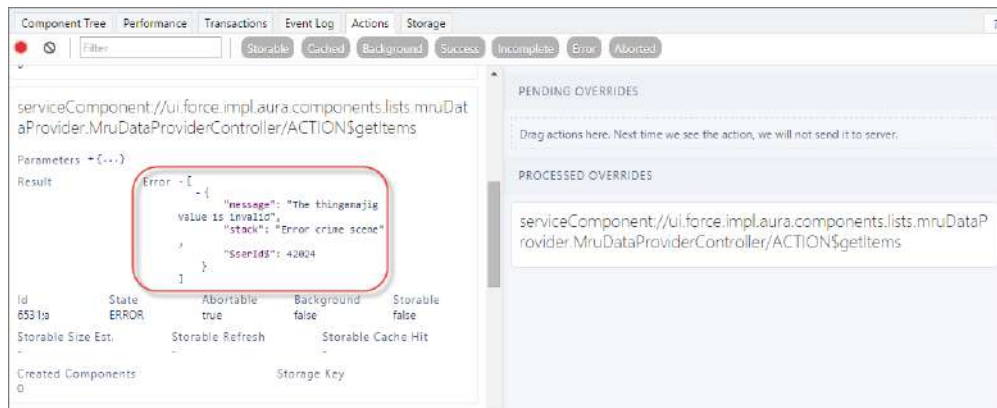 Component Tree Performance Transactions Event Log Actions Storage
Filter Storable Cached Background Success Incomplete Error Aborted
serviceComponent://ui.force.impl.aura.components.lists.mruDat
aProvider.MruDataProviderController/ACTION$getItems
Parameters +{...}
Result Error -[
-{
"message": "The thingamajig
value is invalid",
"stack": "Error crime scene"
,
"$serId$": 42024
}
]
Id State Abortable Background Storable
6531;a ERROR true false false
Storable Size Est. Storable Refresh Storable Cache Hit
- - -
Created Components Storage Key
0
PENDING OVERRIDES
Drag actions here. Next time we see the action, we will not send it to server.
PROCESSED OVERRIDES
serviceComponent://ui.force.impl.aura.components.lists.mruDataP
rovider.MruDataProviderController/ACTION$getItems